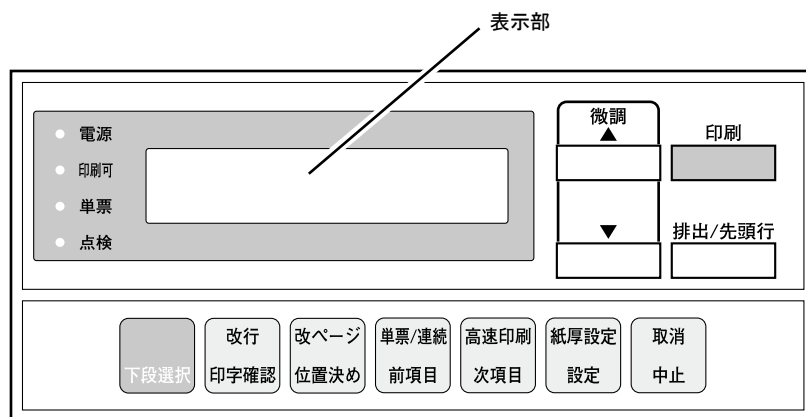 表示部
電源
印刷可
単票
点検
微調
▲
▼
印刷
排出/先頭行
下段選択
改行
印字確認
改ページ
位置決め
単票/連続
前項目
高速印刷
次項目
紙厚設定
設定
取消
中止